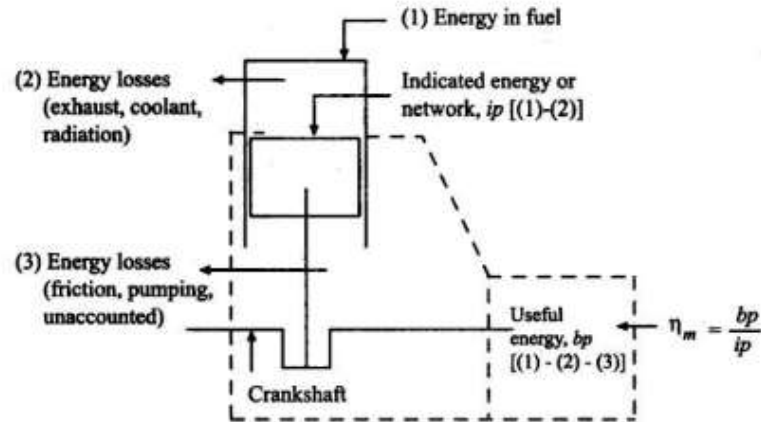 (1) Energy in fuel
(2) Energy losses
(exhaust, coolant,
radiation)
Indicated energy or
network, ip [(1)-(2)]
(3) Energy losses
(friction, pumping,
unaccounted)
Useful
energy, bp
[(1) - (2) - (3)]
η_m = bp/ip
Crankshaft